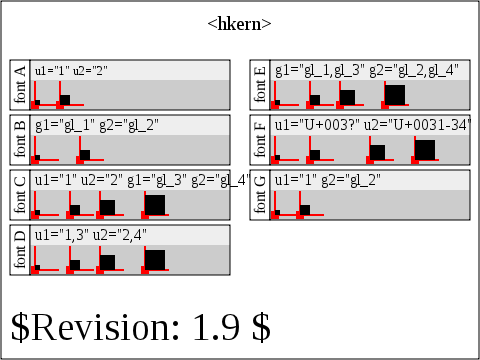 <hkern>
font A
u1="1" u2="2"
font B
g1="gl_1" g2="gl_2"
font C
u1="1" u2="2" g1="gl_3" g2="gl_4"
font D
u1="1,3" u2="2,4"
font E
g1="gl_1,gl_3" g2="gl_2,gl_4"
font F
u1="U+003?" u2="U+0031-34"
font G
u1="1" g2="gl_2"
$Revision: 1.9 $